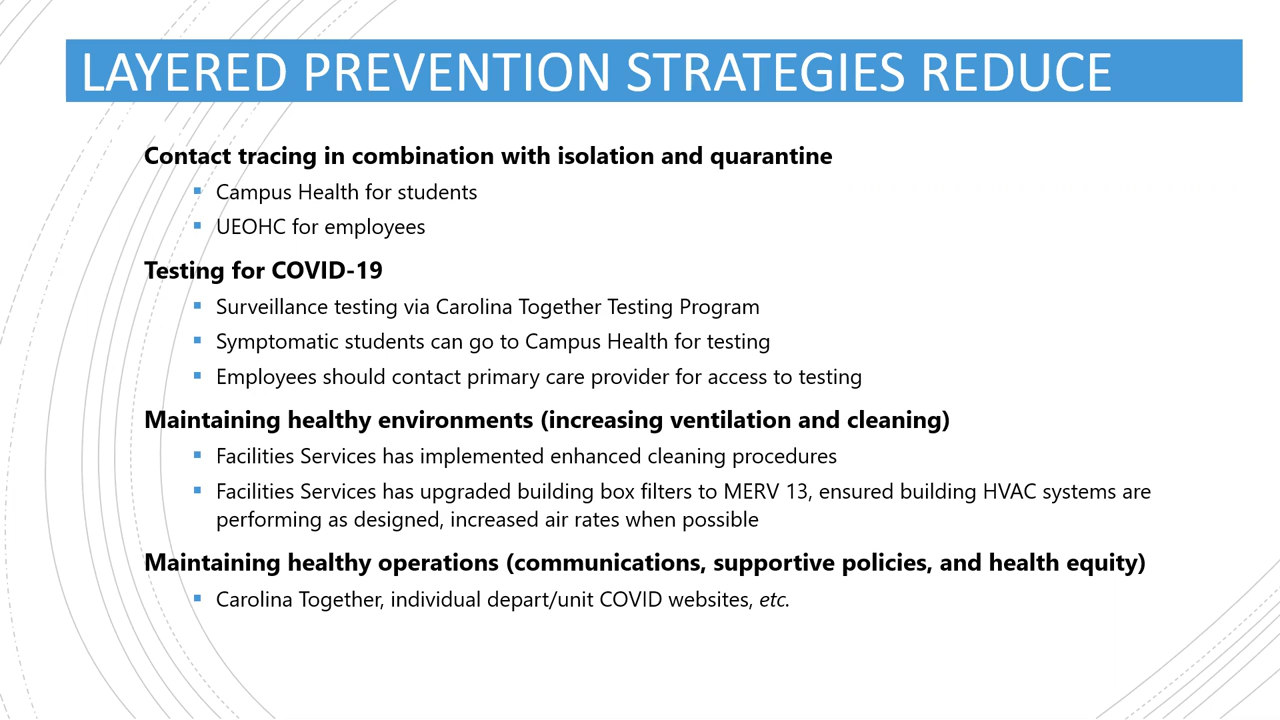 LAYERED PREVENTION STRATEGIES REDUCE
Contact tracing in combination with isolation and quarantine
Campus Health for students
UEOHC for employees
Testing for COVID-19
Surveillance testing via Carolina Together Testing Program
Symptomatic students can go to Campus Health for testing
Employees should contact primary care provider for access to testing
Maintaining healthy environments (increasing ventilation and cleaning)
Facilities Services has implemented enhanced cleaning procedures
Facilities Services has upgraded building box filters to MERV 13, ensured building HVAC systems are
performing as designed, increased air rates when possible
Maintaining healthy operations (communications, supportive policies, and health equity)
Carolina Together, individual depart/unit COVID websites, etc.